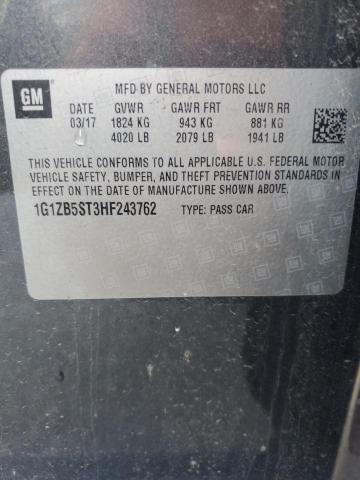 GM
MFD BY GENERAL MOTORS LLC
DATE GVWR GAWR FRT GAWR RR
03/17 1824 KG 943 KG 881 KG
4020 LB 2079 LB 1941 LB
THIS VEHICLE CONFORMS TO ALL APPLICABLE U.S. FEDERAL MOTOR
VEHICLE SAFETY, BUMPER, AND THEFT PREVENTION STANDARDS
IN EFFECT ON THE DATE OF MANUFACTURE SHOWN ABOVE.
1G1ZB5ST3HF243762 TYPE: PASS CAR